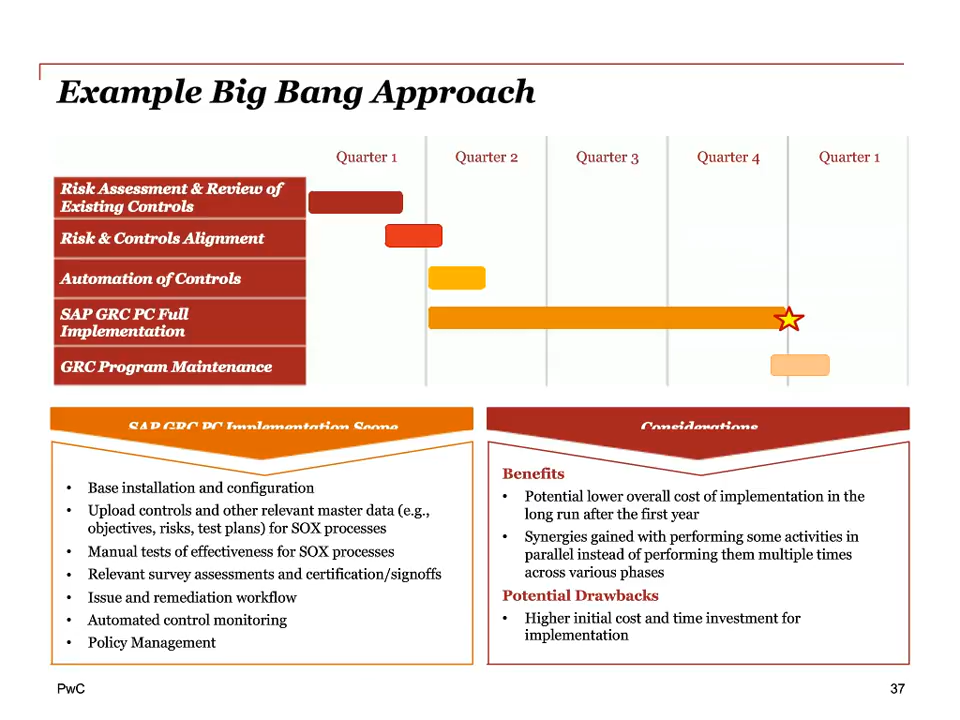 Example Big Bang Approach
Quarter 1
Quarter 2
Quarter 3
Quarter 4
Quarter 1
Risk Assessment & Review of
Existing Controls
Risk & Controls Alignment
Automation of Controls
SAP GRC PC Full
Implementation
GRC Program Maintenance
SAP GRC PC Implementation Scope
• Base installation and configuration
• Upload controls and other relevant master data (e.g.,
objectives, risks, test plans) for SOX processes
• Manual tests of effectiveness for SOX processes
• Relevant survey assessments and certification/signoffs
• Issue and remediation workflow
• Automated control monitoring
• Policy Management
Considerations
Benefits
• Potential lower overall cost of implementation in the
long run after the first year
• Synergies gained with performing some activities in
parallel instead of performing them multiple times
across various phases
Potential Drawbacks
• Higher initial cost and time investment for
implementation
PwC
37